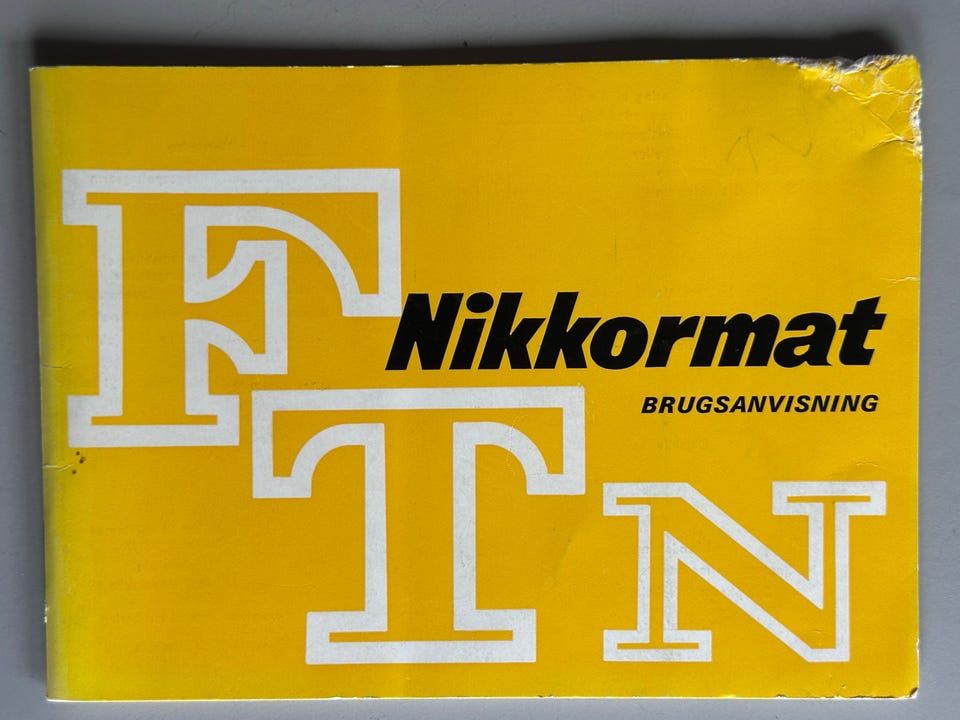 FTN
Nikkormat
BRUGSANVISNING